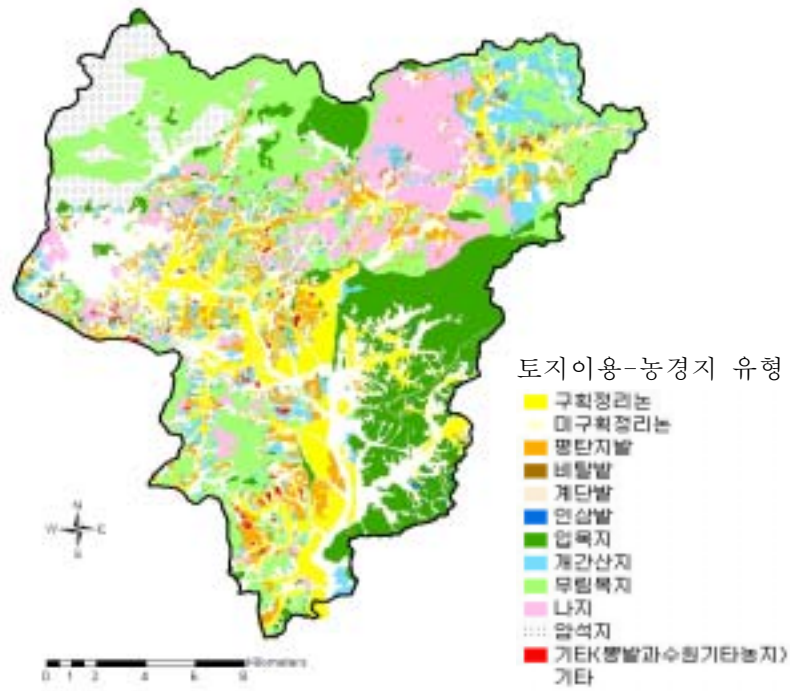 토지이용-농경지 유형
구획정리논
미구획정리논
평탄지밭
비탈밭
계단밭
인삼밭
입목지
개간산지
무림목지
나지
암석지
기타(뽕밭과수원기타농지)
기타
N
W E
S
Kilometers
0 1 2 4 6 8